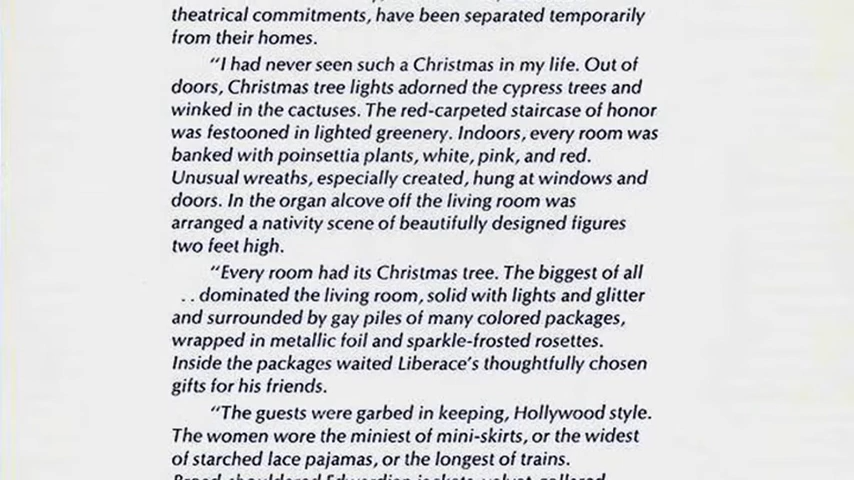 theatrical commitments, have been separated temporarily
from their homes.
"I had never seen such a Christmas in my life. Out of
doors, Christmas tree lights adorned the cypress trees and
winked in the cactuses. The red-carpeted staircase of honor
was festooned in lighted greenery. Indoors, every room was
banked with poinsettia plants, white, pink, and red.
Unusual wreaths, especially created, hung at windows and
doors. In the organ alcove off the living room was
arranged a nativity scene of beautifully designed figures
two feet high.
"Every room had its Christmas tree. The biggest of all
. . dominated the living room, solid with lights and glitter
and surrounded by gay piles of many colored packages,
wrapped in metallic foil and sparkle-frosted rosettes.
Inside the packages waited Liberace's thoughtfully chosen
gifts for his friends.
"The guests were garbed in keeping, Hollywood style.
The women wore the miniest of mini-skirts, or the widest
of starched lace pajamas, or the longest of trains.
Broad-shouldered Edwardian jackets, velvet-collared